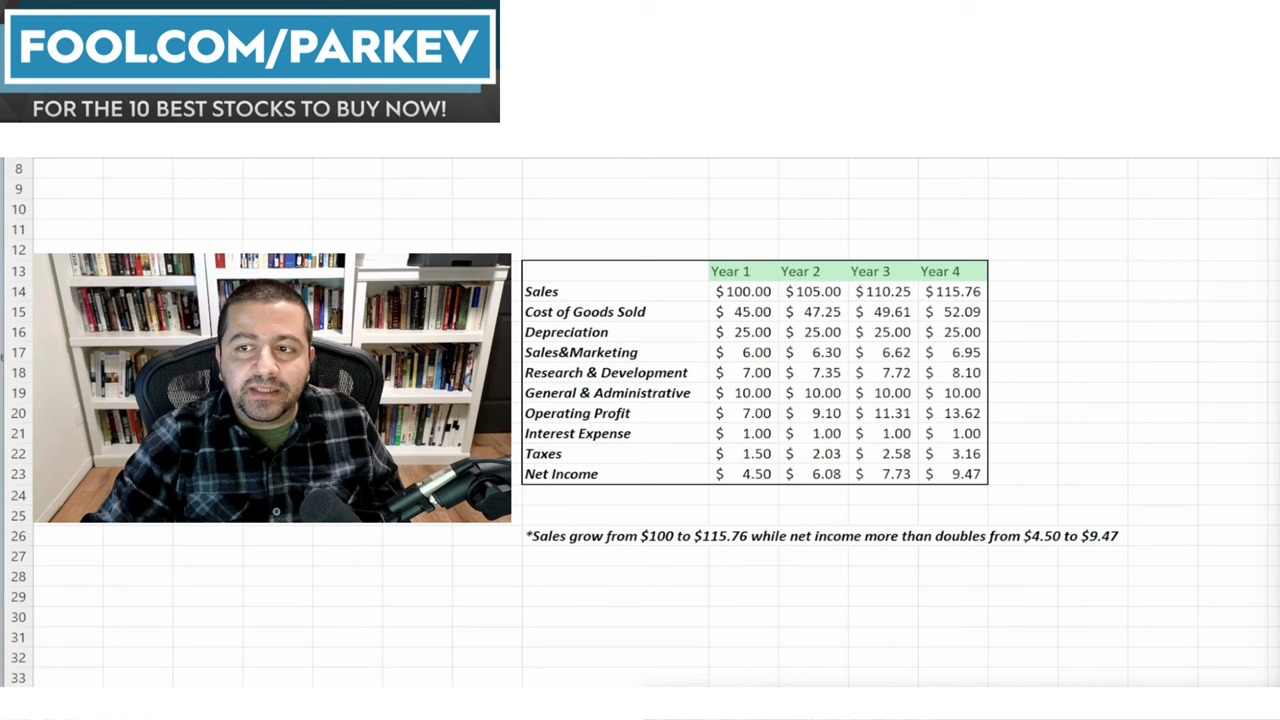 FOOL.COM/PARKEV
FOR THE 10 BEST STOCKS TO BUY NOW!
8
9
10
11
12
13 Year 1 Year 2 Year 3 Year 4
14 Sales $ 100.00 $ 105.00 $ 110.25 $ 115.76
15 Cost of Goods Sold $ 45.00 $ 47.25 $ 49.61 $ 52.09
16 Depreciation $ 25.00 $ 25.00 $ 25.00 $ 25.00
17 Sales&Marketing $ 6.00 $ 6.30 $ 6.62 $ 6.95
18 Research & Development $ 7.00 $ 7.35 $ 7.72 $ 8.10
19 General & Administrative $ 10.00 $ 10.00 $ 10.00 $ 10.00
20 Operating Profit $ 7.00 $ 9.10 $ 11.31 $ 13.62
21 Interest Expense $ 1.00 $ 1.00 $ 1.00 $ 1.00
22 Taxes $ 1.50 $ 2.03 $ 2.58 $ 3.16
23 Net Income $ 4.50 $ 6.08 $ 7.73 $ 9.47
24
25
26 *Sales grow from $100 to $115.76 while net income more than doubles from $4.50 to $9.47
27
28
29
30
31
32
33